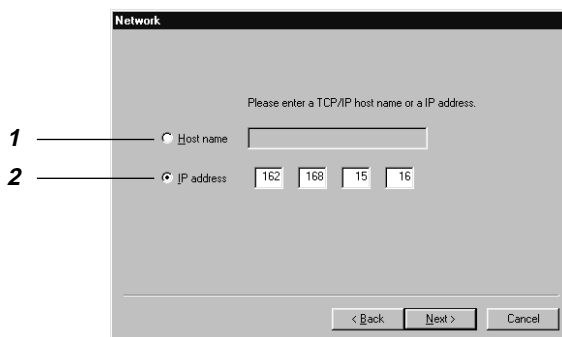 Network
Please enter a TCP/IP host name or a IP address.
1 Host name
2 IP address 162 168 15 16
< Back Next > Cancel